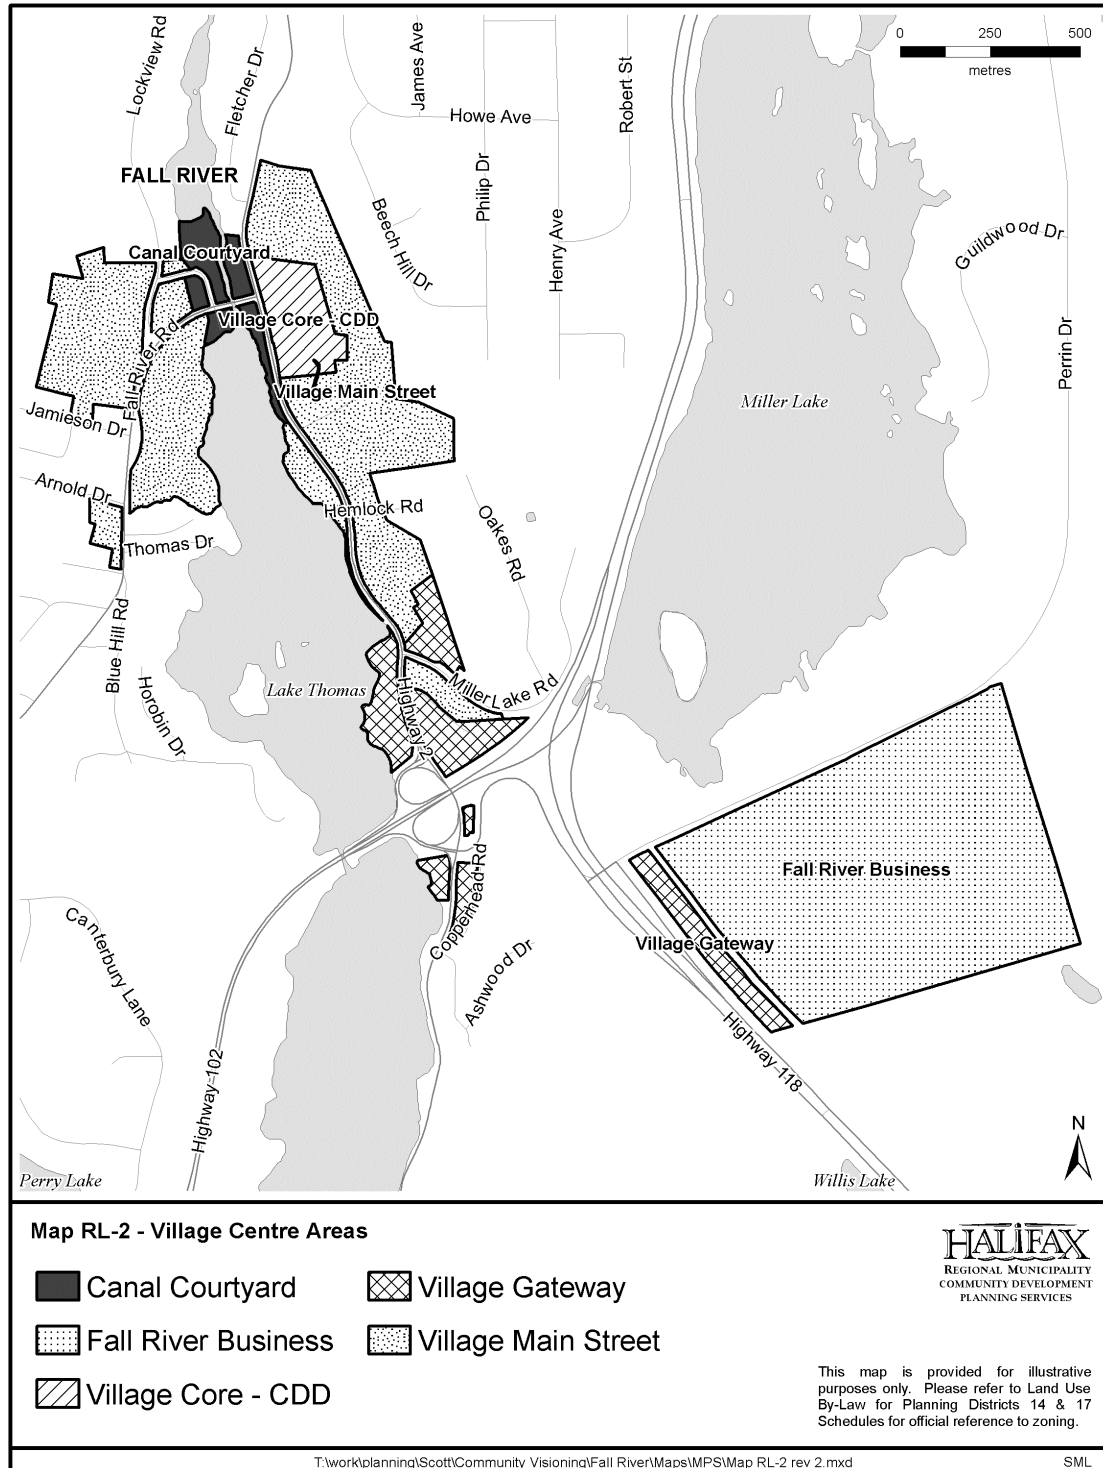 0 250 500
metres
Lockview Rd
Fletcher Dr
James Ave
Robert St
Howe Ave
FALL RIVER
Philip Dr
Beech Hill Dr
Henry Ave
Guildwood Dr
Canal Courtyard
Village Core - CDD
Fall River Rd
Perrin Dr
Village Main Street
Miller Lake
Jamieson Dr
Arnold Dr
Hemlock Rd
Oakes Rd
Thomas Dr
Blue Hill Rd
Horobin Dr
Lake Thomas
Miller Lake Rd
Highway 2
Fall River Business
Copperhead Rd
Village Gateway
Canterbury Lane
Ashwood Dr
Highway 118
Highway 102
N
Perry Lake
Willis Lake
Map RL-2 - Village Centre Areas
Canal Courtyard
Village Gateway
Fall River Business
Village Main Street
Village Core - CDD
HALIFAX
REGIONAL MUNICIPALITY
COMMUNITY DEVELOPMENT
PLANNING SERVICES
This map is provided for illustrative
purposes only. Please refer to Land Use
By-Law for Planning Districts 14 & 17
Schedules for official reference to zoning.
T:\work\planning\Scott\Community Visioning\Fall River\Maps\MPS\Map RL-2 rev 2.mxd
SML